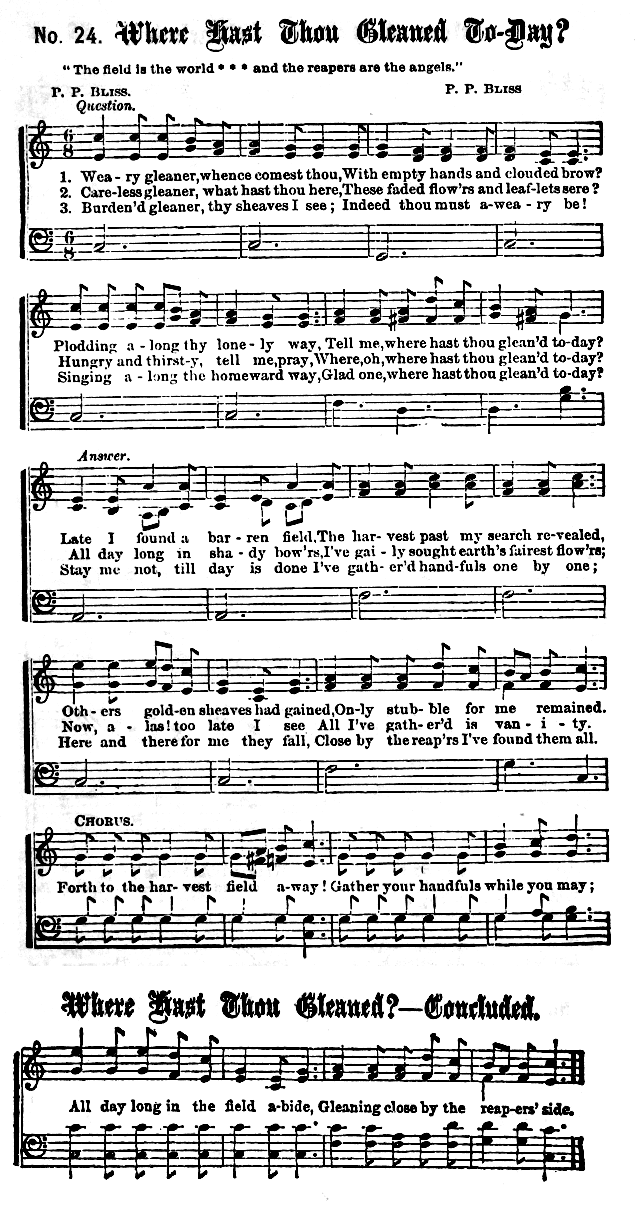 No. 24. Where Hast Thou Gleaned To-Day?
"The field is the world * * * and the reapers are the angels."
P. P. BLISS. P. P. BLISS
Question.
1. Wea - ry gleaner, whence comest thou, With empty hands and clouded brow?
2. Care-less gleaner, what hast thou here, These faded flow'rs and leaf-lets sere?
3. Burden'd gleaner, thy sheaves I see; Indeed thou must a-wea - ry be!
Plodding a - long thy lone - ly way, Tell me, where hast thou glean'd to-day?
Hungry and thirst-y, tell me, pray, Where, oh, where hast thou glean'd to-day?
Singing a - long the homeward way, Glad one, where hast thou glean'd to-day?
Answer.
Late I found a bar - ren field, The har - vest past my search re-vealed,
All day long in sha - dy bow'rs, I've gai - ly sought earth's fairest flow'rs;
Stay me not, till day is done I've gath - er'd hand-fuls one by one;
Oth - ers gold-en sheaves had gained, On-ly stub - ble for me remained.
Now, a - las! too late I see All I've gath-er'd is van - i - ty.
Here and there for me they fall, Close by the reap'rs I've found them all.
CHORUS.
Forth to the har- vest field a-way! Gather your handfuls while you may;
Where Hast Thou Gleaned?—Concluded.
All day long in the field a-bide, Gleaning close by the reap-ers' side.